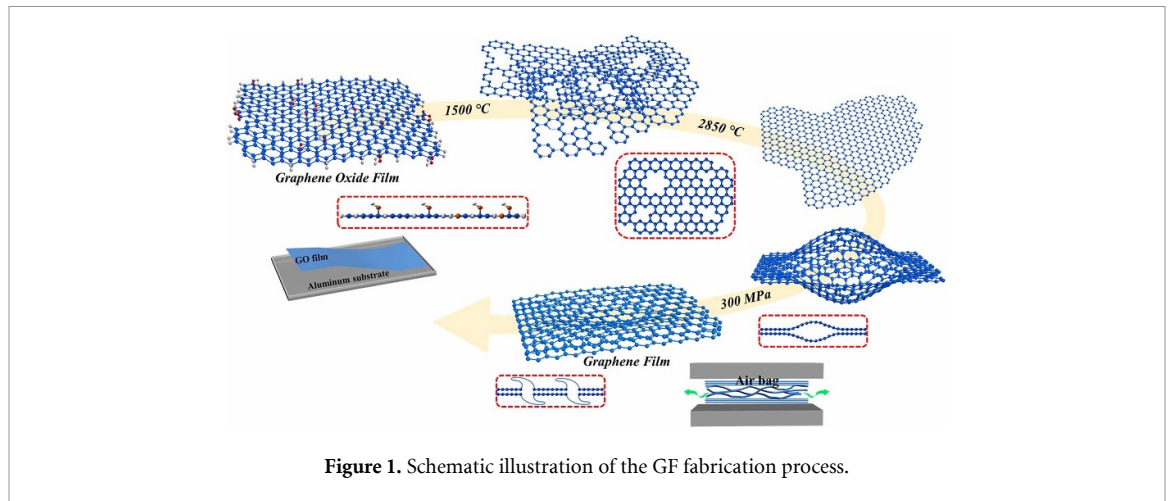 1500 °C
2850 °C
Graphene Oxide Film
GO film
Aluminum substrate
300 MPa
Graphene Film
Air bag
Figure 1. Schematic illustration of the GF fabrication process.